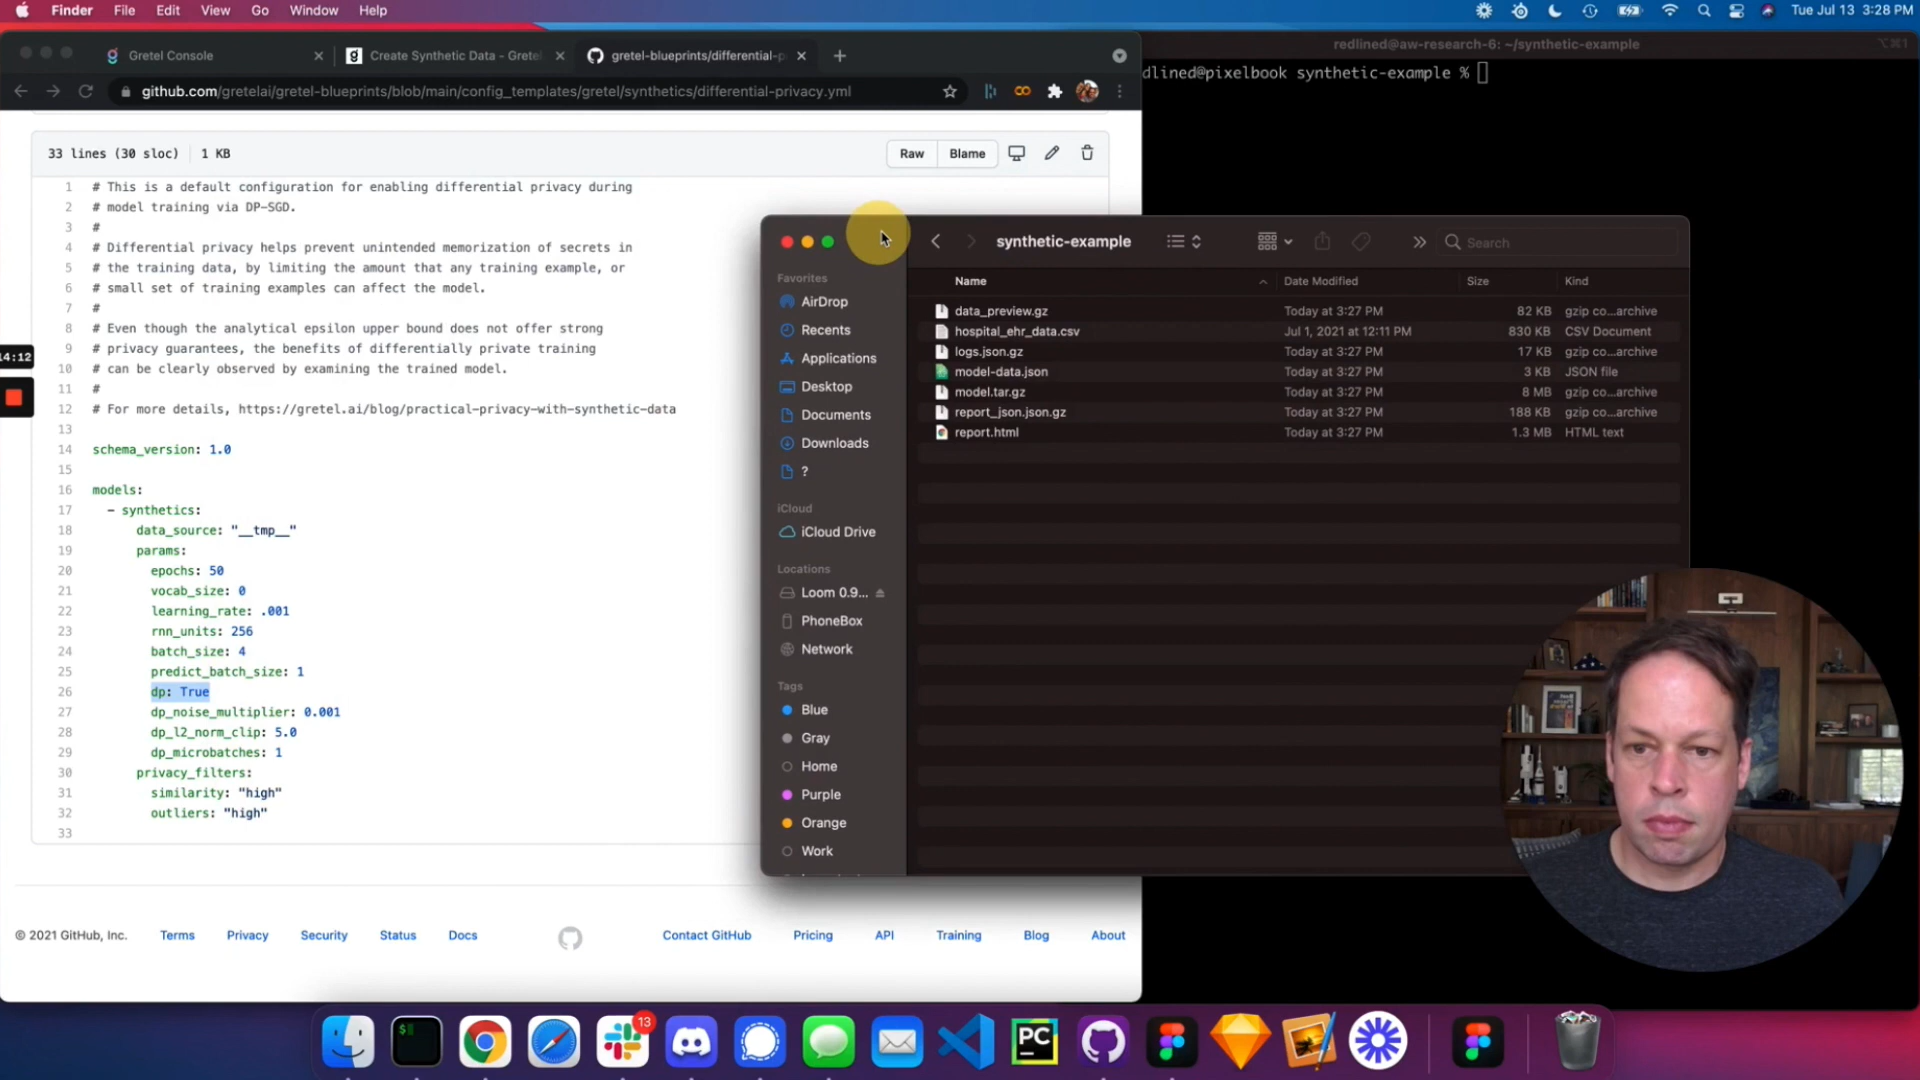 Finder File Edit View Go Window Help
Tue Jul 13 3:28 PM
Gretel Console
Create Synthetic Data - Gretel
gretel-blueprints/differential-p
redlined@aw-research-6: ~/synthetic-example
⌥⌘1
github.com/gretelai/gretel-blueprints/blob/main/config_templates/gretel/synthetics/differential-privacy.yml
dlined@pixelbook synthetic-example %
33 lines (30 sloc) 1 KB
Raw Blame
1 # This is a default configuration for enabling differential privacy during
2 # model training via DP-SGD.
3 #
4 # Differential privacy helps prevent unintended memorization of secrets in
5 # the training data, by limiting the amount that any training example, or
6 # small set of training examples can affect the model.
7 #
8 # Even though the analytical epsilon upper bound does not offer strong
9 # privacy guarantees, the benefits of differentially private training
10 # can be clearly observed by examining the trained model.
11 #
12 # For more details, https://gretel.ai/blog/practical-privacy-with-synthetic-data
13
14 schema_version: 1.0
15
16 models:
17 - synthetics:
18 data_source: "__tmp__"
19 params:
20 epochs: 50
21 vocab_size: 0
22 learning_rate: .001
23 rnn_units: 256
24 batch_size: 4
25 predict_batch_size: 1
26 dp: True
27 dp_noise_multiplier: 0.001
28 dp_l2_norm_clip: 5.0
29 dp_microbatches: 1
30 privacy_filters:
31 similarity: "high"
32 outliers: "high"
33
14:12
© 2021 GitHub, Inc. Terms Privacy Security Status Docs Contact GitHub Pricing API Training Blog About
synthetic-example
Search
Favorites
AirDrop
Recents
Applications
Desktop
Documents
Downloads
?
iCloud
iCloud Drive
Locations
Loom 0.9...
PhoneBox
Network
Tags
Blue
Gray
Home
Purple
Orange
Work
Name Date Modified Size Kind
data_preview.gz Today at 3:27 PM 82 KB gzip co...archive
hospital_ehr_data.csv Jul 1, 2021 at 12:11 PM 830 KB CSV Document
logs.json.gz Today at 3:27 PM 17 KB gzip co...archive
model-data.json Today at 3:27 PM 3 KB JSON file
model.tar.gz Today at 3:27 PM 8 MB gzip co...archive
report_json.json.gz Today at 3:27 PM 188 KB gzip co...archive
report.html Today at 3:27 PM 1.3 MB HTML text
13
$
PC